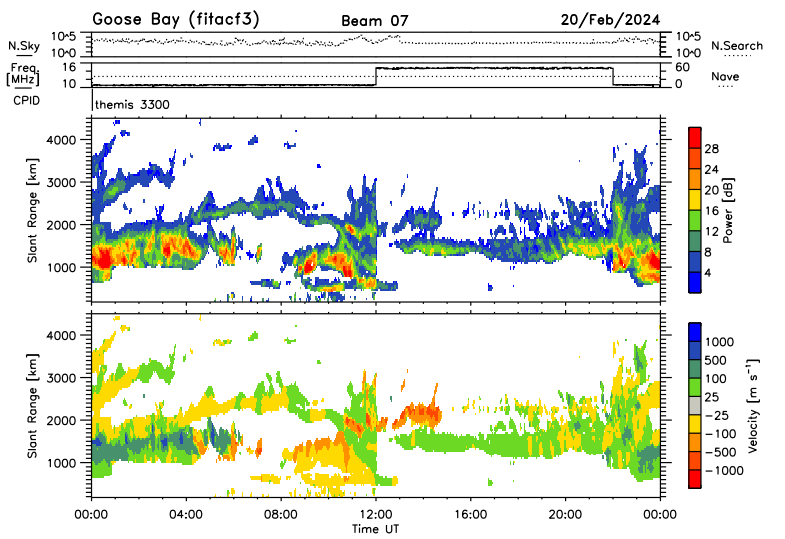 Goose Bay (fitacf3) Beam 07 20/Feb/2024
N.Sky 10^5 10^0 10^5 10^0 N.Search
Freq. [MHz] 16 10 60 0 Nave
CPID themis 3300
Slant Range [km] 4000 3000 2000 1000
Power [dB] 28 24 20 16 12 8 4
Slant Range [km] 4000 3000 2000 1000
Velocity [m s⁻¹] 1000 500 100 25 −25 −100 −500 −1000
00:00 04:00 08:00 12:00 16:00 20:00 00:00
Time UT